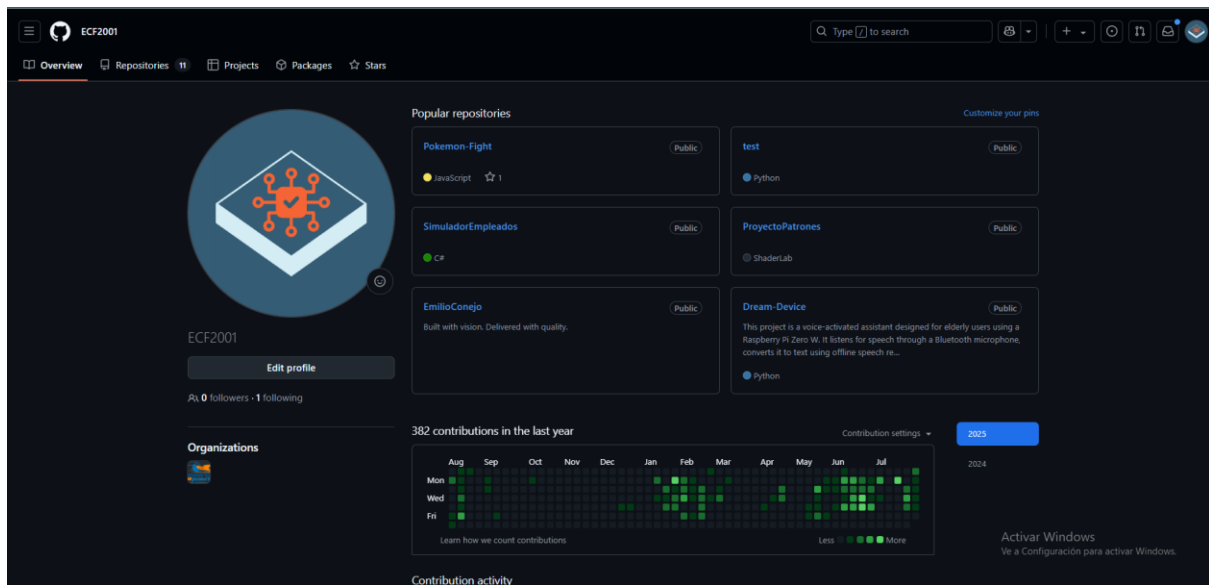 ECF2001
Type / to search
Overview Repositories 11 Projects Packages Stars
Popular repositories
Customize your pins
Pokemon-Fight Public
JavaScript 1
test Public
Python
SimuladorEmpleados Public
C#
ProyectoPatrones Public
ShaderLab
EmilioConejo Public
Built with vision. Delivered with quality.
Dream-Device Public
This project is a voice-activated assistant designed for elderly users using a
Raspberry Pi Zero W. It listens for speech through a Bluetooth microphone,
converts it to text using offline speech re...
Python
ECF2001
Edit profile
0 followers · 1 following
Organizations
382 contributions in the last year
Contribution settings
2025
2024
Aug Sep Oct Nov Dec Jan Feb Mar Apr May Jun Jul
Mon
Wed
Fri
Learn how we count contributions
Less More
Activar Windows
Ve a Configuración para activar Windows.
Contribution activity